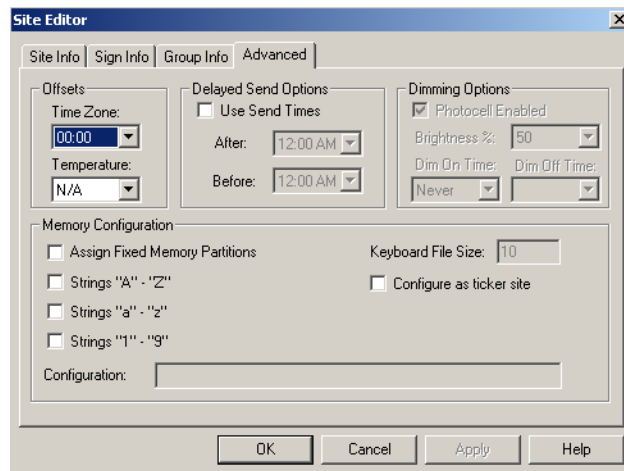 Site Editor
Site Info Sign Info Group Info Advanced
Offsets
Time Zone:
00:00
Temperature:
N/A
Delayed Send Options
Use Send Times
After: 12:00 AM
Before: 12:00 AM
Dimming Options
Photocell Enabled
Brightness %: 50
Dim On Time: Dim Off Time:
Never
Memory Configuration
Assign Fixed Memory Partitions
Strings "A" - "Z"
Strings "a" - "z"
Strings "1" - "9"
Keyboard File Size: 10
Configure as ticker site
Configuration:
OK Cancel Apply Help